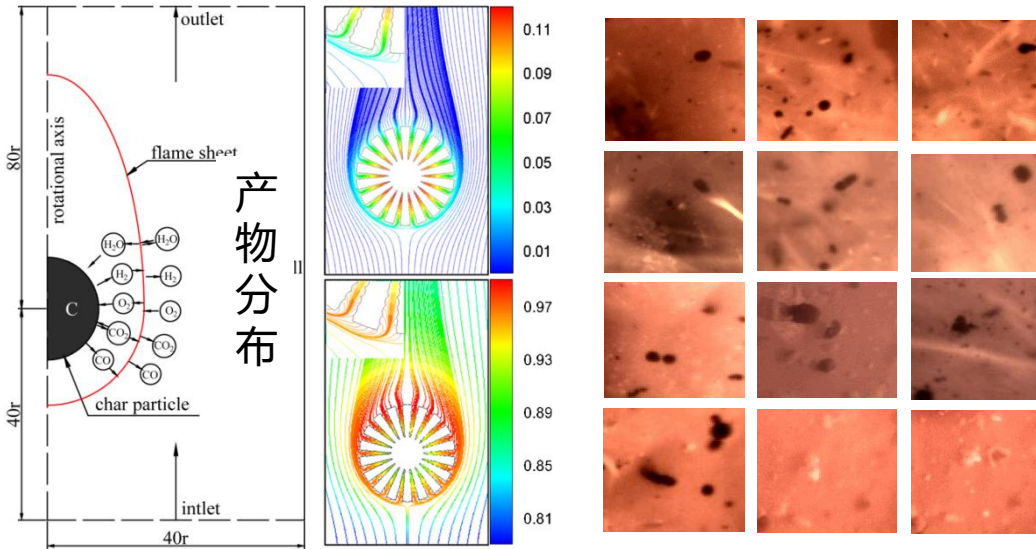 outlet
80r
rotational axis
flame sheet
H₂O
H₂O
H₂
H₂
C
O₂
O₂
CO₂
CO₂
CO
CO
char particle
40r
intlet
40r
ll
产物分布
0.11
0.09
0.07
0.05
0.03
0.01
0.97
0.93
0.89
0.85
0.81